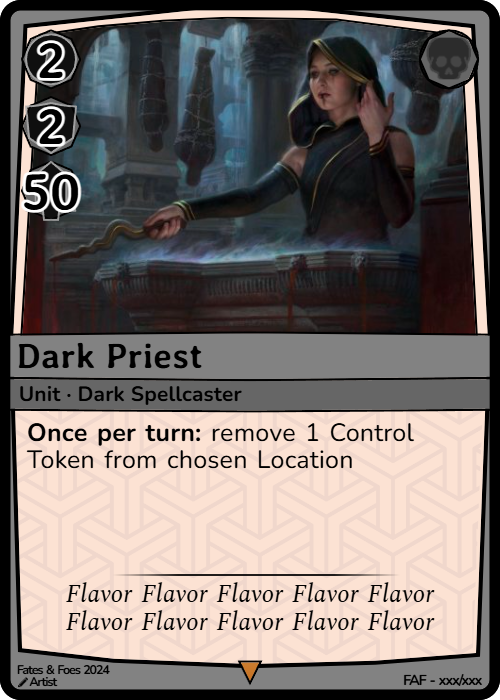 2
2
50
Dark Priest
Unit · Dark Spellcaster
Once per turn: remove 1 Control
Token from chosen Location
Flavor Flavor Flavor Flavor Flavor
Flavor Flavor Flavor Flavor Flavor
Fates & Foes 2024
Artist
FAF - xxx/xxx